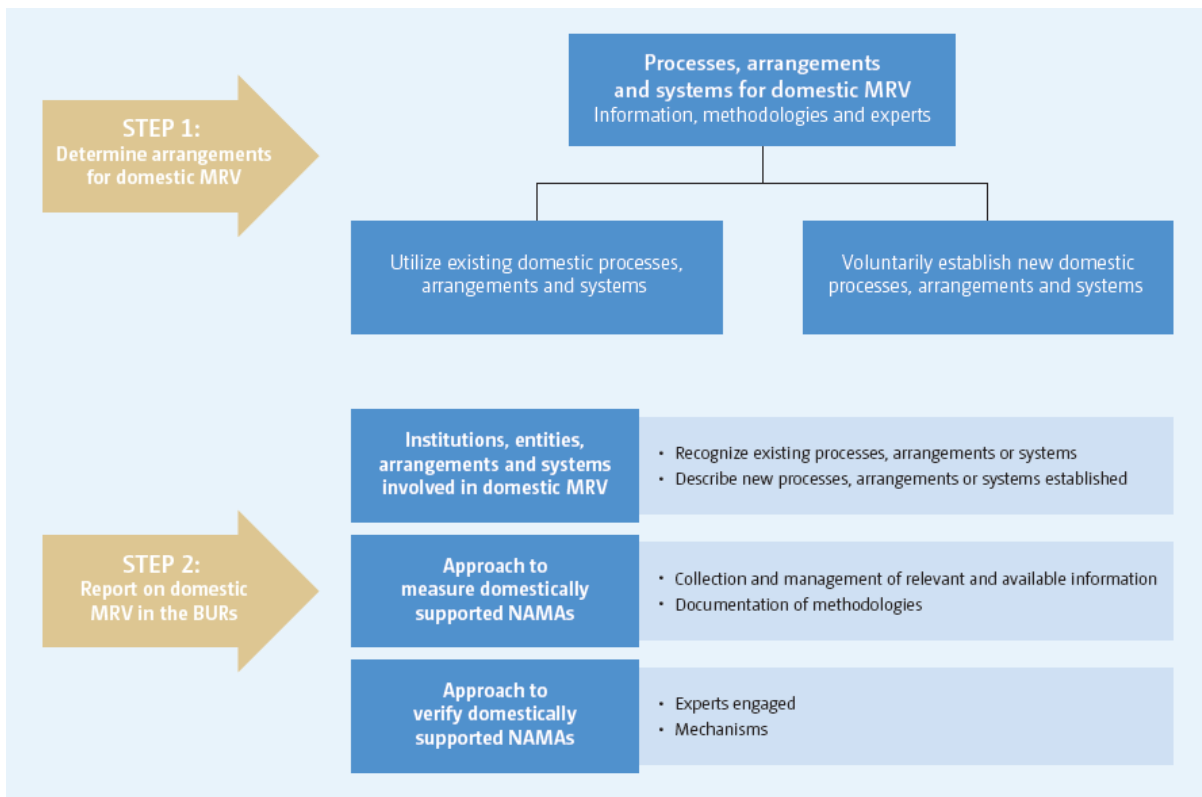 Processes, arrangements
and systems for domestic MRV
Information, methodologies and experts
STEP 1:
Determine arrangements
for domestic MRV
Utilize existing domestic processes,
arrangements and systems
Voluntarily establish new domestic
processes, arrangements and systems
Institutions, entities,
arrangements and systems
involved in domestic MRV
• Recognize existing processes, arrangements or systems
• Describe new processes, arrangements or systems established
STEP 2:
Report on domestic
MRV in the BURs
Approach to
measure domestically
supported NAMAs
• Collection and management of relevant and available information
• Documentation of methodologies
Approach to
verify domestically
supported NAMAs
• Experts engaged
• Mechanisms